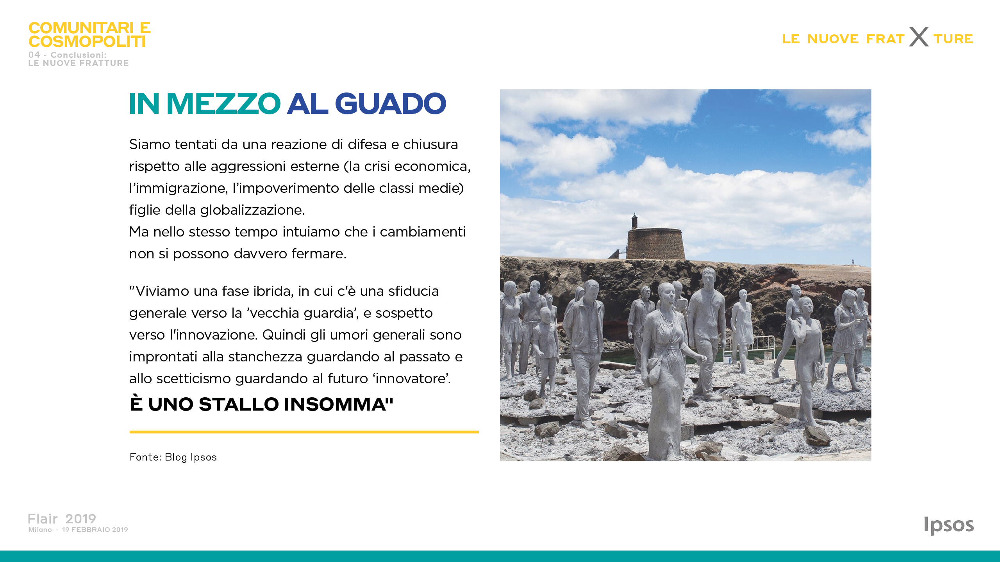 COMUNITARI E
COSMOPOLITI
04 - Conclusioni:
LE NUOVE FRATTURE
LE NUOVE FRAT X TURE
IN MEZZO AL GUADO
Siamo tentati da una reazione di difesa e chiusura
rispetto alle aggressioni esterne (la crisi economica,
l’immigrazione, l’impoverimento delle classi medie)
figlie della globalizzazione.
Ma nello stesso tempo intuiamo che i cambiamenti
non si possono davvero fermare.
"Viviamo una fase ibrida, in cui c'è una sfiducia
generale verso la ’vecchia guardia’, e sospetto
verso l'innovazione. Quindi gli umori generali sono
improntati alla stanchezza guardando al passato e
allo scetticismo guardando al futuro ‘innovatore’.
È UNO STALLO INSOMMA"
Fonte: Blog Ipsos
Flair 2019
Milano - 19 FEBBRAIO 2019
Ipsos